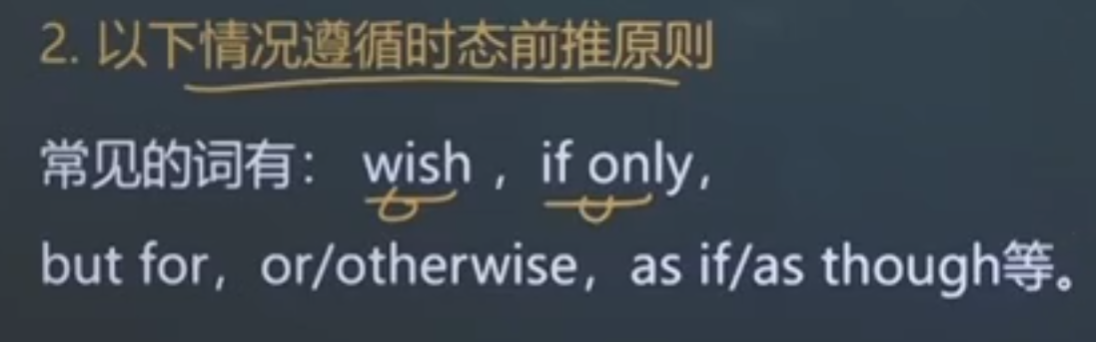 2. 以下情况遵循时态前推原则
常见的词有： wish ，if only，
but for，or/otherwise，as if/as though等。